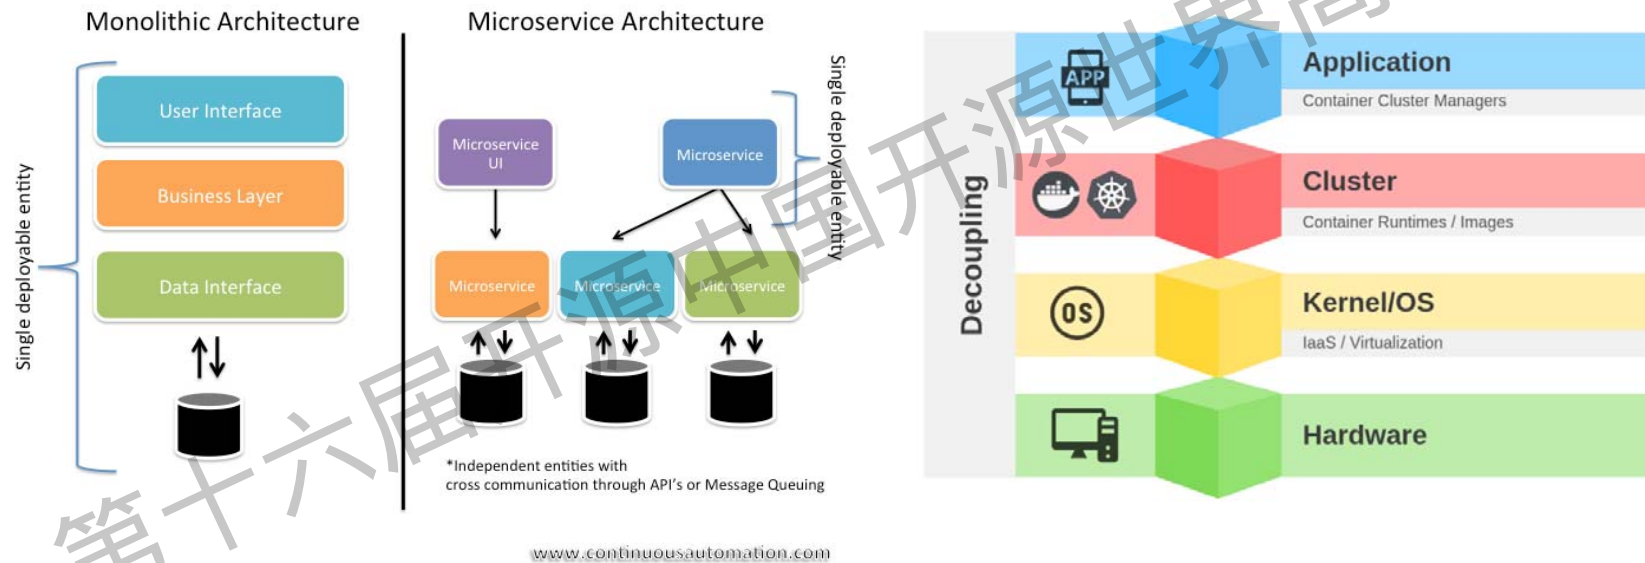 Monolithic Architecture
Single deployable entity
User Interface
Business Layer
Data Interface
Microservice Architecture
Single deployable entity
Microservice
UI
Microservice
Microservice
Microservice
Microservice
*Independent entities with
cross communication through API's or Message Queuing
www.continuousautomation.com
Decoupling
APP
Application
Container Cluster Managers
Cluster
Container Runtimes / Images
OS
Kernel/OS
IaaS / Virtualization
Hardware
第十六届开源中国开源世界高